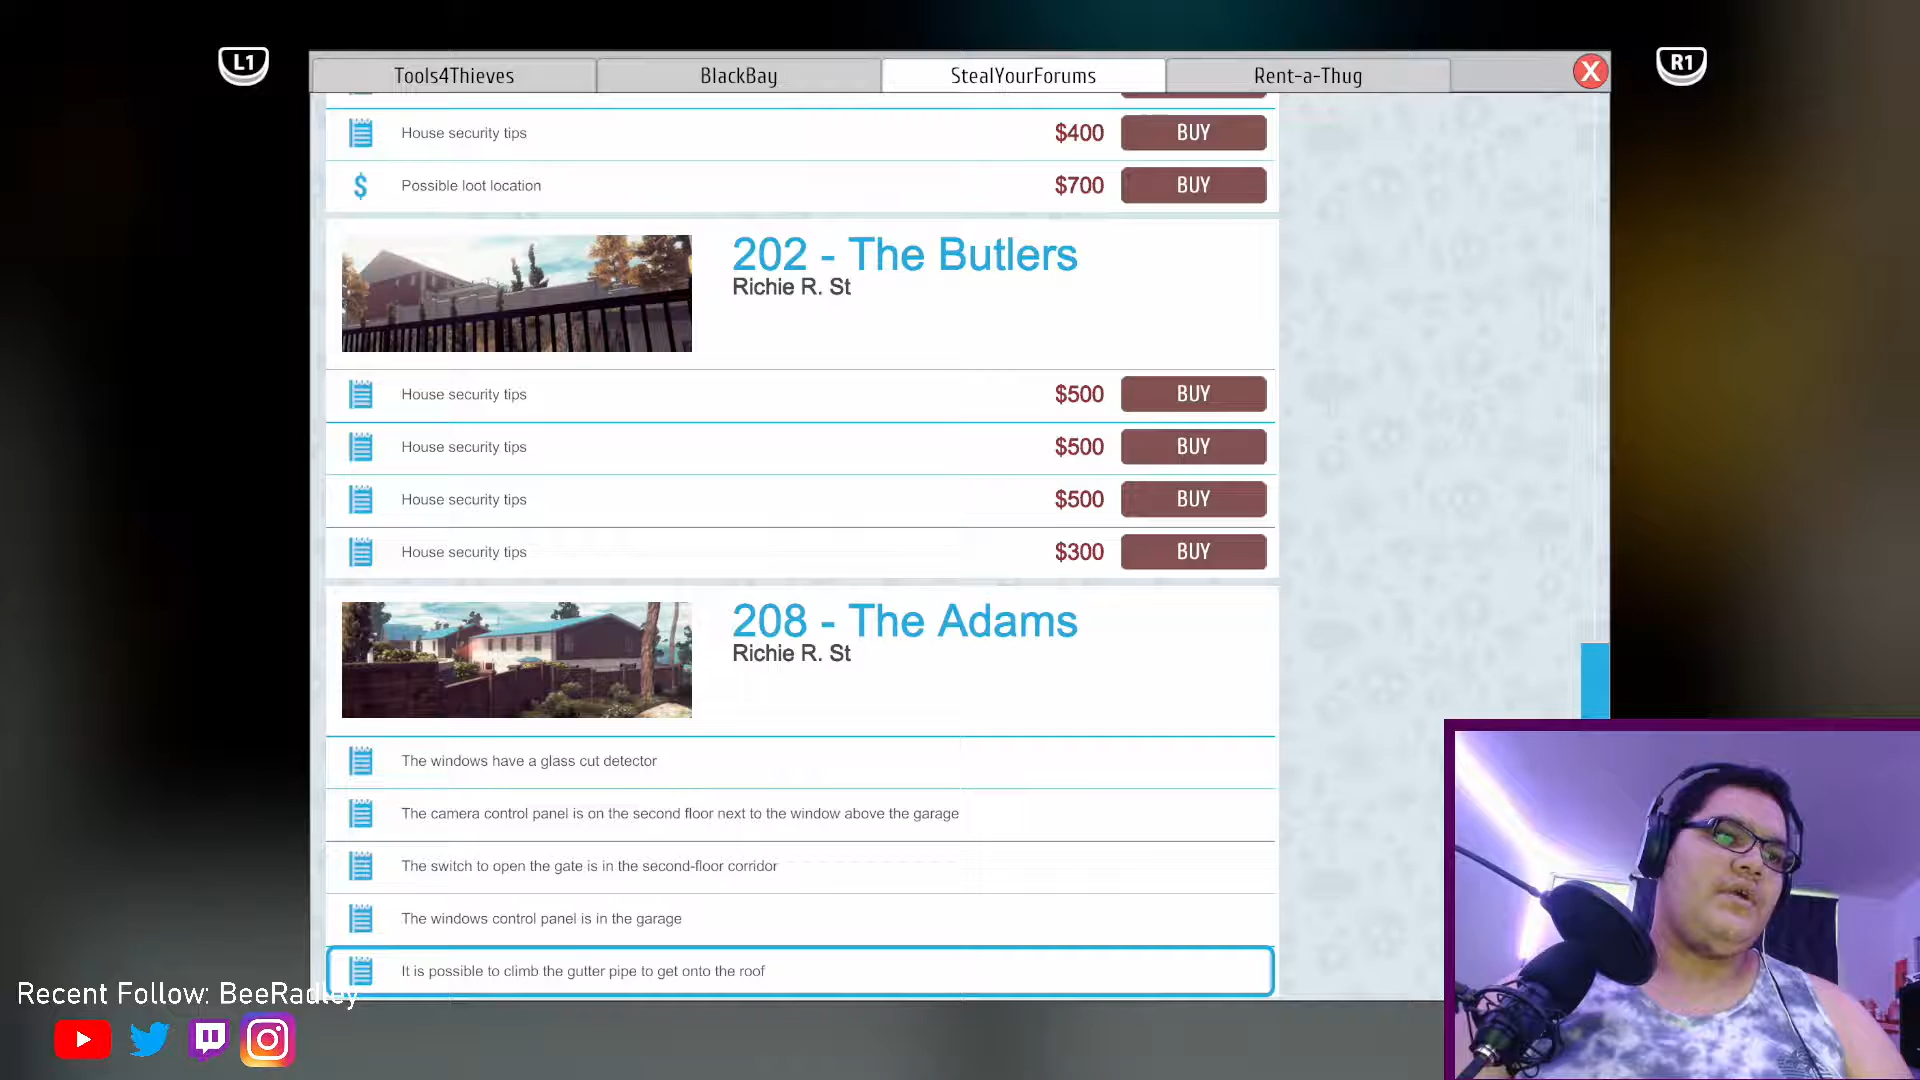 L1
R1
Tools4Thieves
BlackBay
StealYourForums
Rent-a-Thug
X
House security tips $400 BUY
$ Possible loot location $700 BUY
202 - The Butlers
Richie R. St
House security tips $500 BUY
House security tips $500 BUY
House security tips $500 BUY
House security tips $300 BUY
208 - The Adams
Richie R. St
The windows have a glass cut detector
The camera control panel is on the second floor next to the window above the garage
The switch to open the gate is in the second-floor corridor
The windows control panel is in the garage
It is possible to climb the gutter pipe to get onto the roof
Recent Follow: BeeRadley